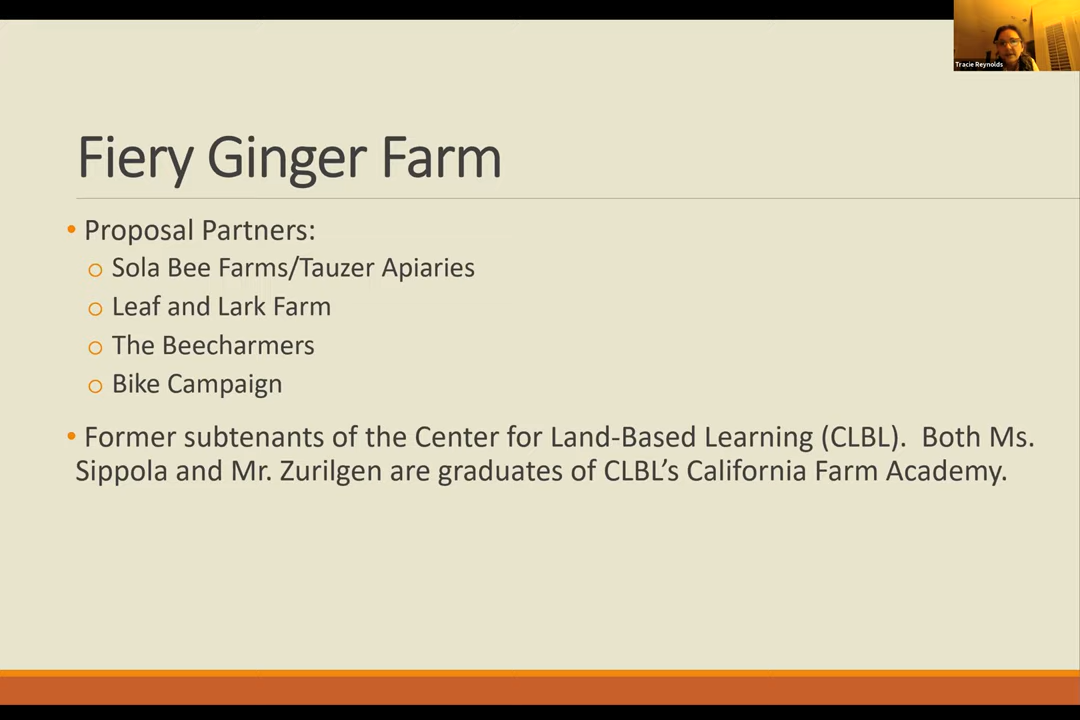 Tracie Reynolds
Fiery Ginger Farm
• Proposal Partners:
o Sola Bee Farms/Tauzer Apiaries
o Leaf and Lark Farm
o The Beecharmers
o Bike Campaign
• Former subtenants of the Center for Land-Based Learning (CLBL).  Both Ms.
Sippola and Mr. Zurilgen are graduates of CLBL’s California Farm Academy.